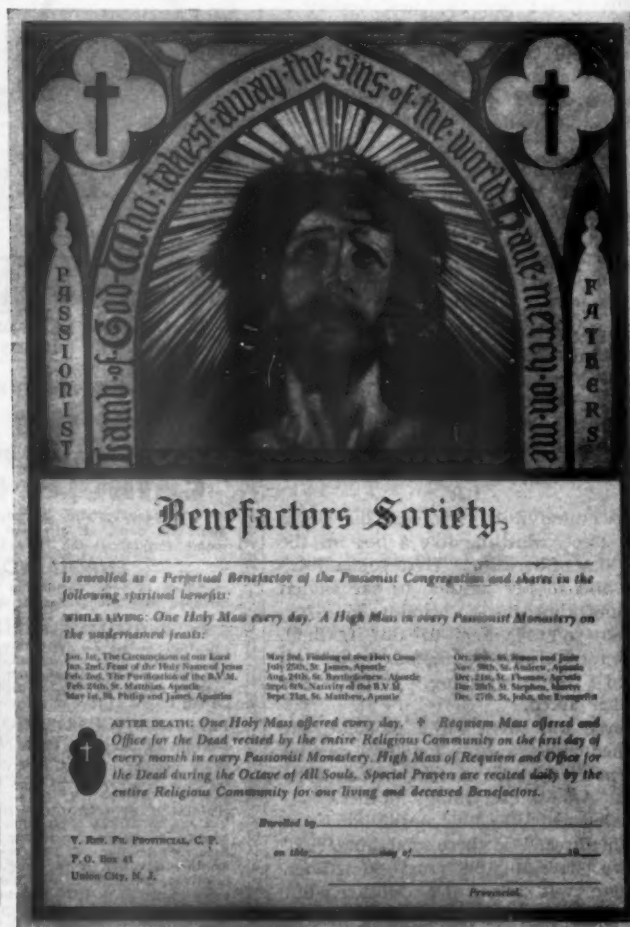 Lamb·of·God·Who·takest·away·the·sins·of·the·world·have·mercy·on·me
PASSIONIST
FATHERS
Benefactors Society,
Is enrolled as a Perpetual Benefactor of the Passionist Congregation and shares in the
following spiritual benefits:
WHILE LIVING: One Holy Mass every day. A High Mass in every Passionist Monastery on
the undernamed feasts:
Jan. 1st, The Circumcision of our Lord
Jan. 2nd, Feast of the Holy Name of Jesus
Feb. 2nd, The Purification of the B.V.M.
Feb. 24th, St. Matthias, Apostle
May 1st, SS. Philip and James, Apostles
May 3rd, Finding of the Holy Cross
July 25th, St. James, Apostle
Aug. 24th, St. Bartholomew, Apostle
Sept. 8th, Nativity of the B.V.M.
Sept. 21st, St. Matthew, Apostle
Oct. 28th, SS. Simon and Jude
Nov. 30th, St. Andrew, Apostle
Dec. 21st, St. Thomas, Apostle
Dec. 26th, St. Stephen, Martyr
Dec. 27th, St. John, the Evangelist
AFTER DEATH: One Holy Mass offered every day. ✝ Requiem Mass offered and
Office for the Dead recited by the entire Religious Community on the first day of
every month in every Passionist Monastery. High Mass of Requiem and Office for
the Dead during the Octave of All Souls. Special Prayers are recited daily by the
entire Religious Community for our living and deceased Benefactors.
Enrolled by
V. Rev. Fr. Provincial, C. P.
P. O. Box 41
Union City, N. J.
on this day of 19
Provincial.